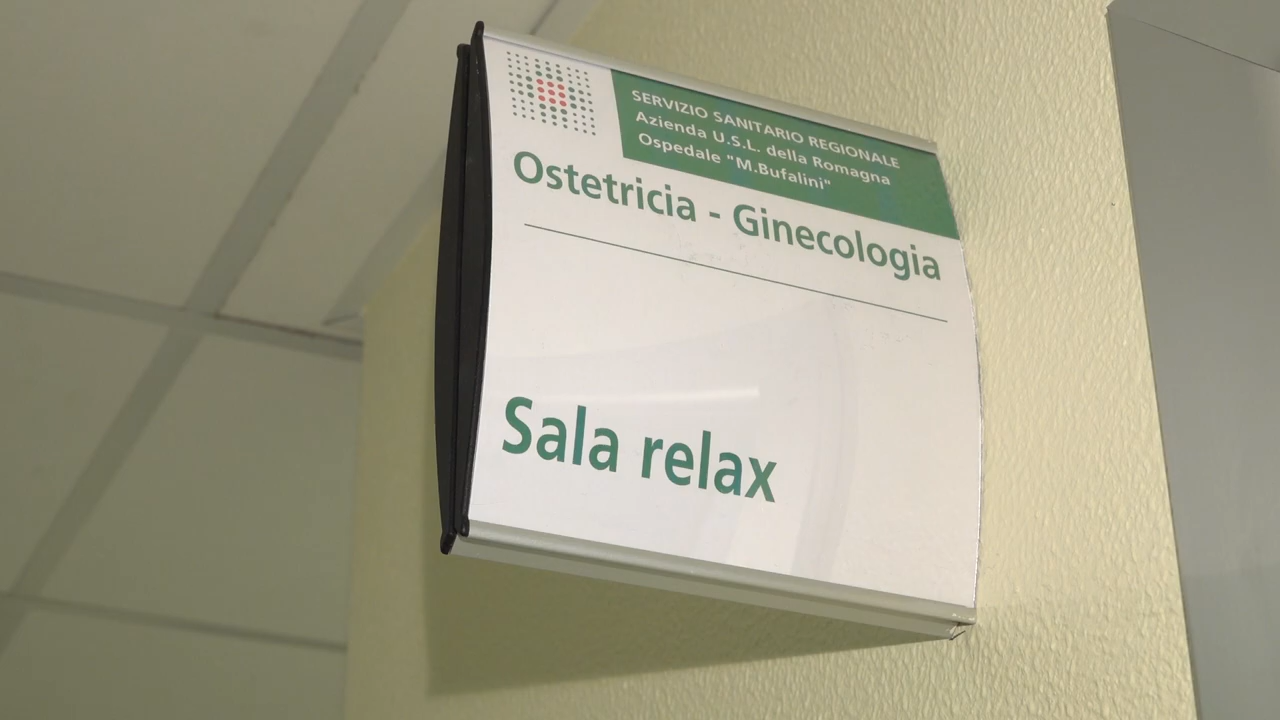 SERVIZIO SANITARIO REGIONALE
Azienda U.S.L. della Romagna
Ospedale "M.Bufalini"
Ostetricia - Ginecologia
Sala relax